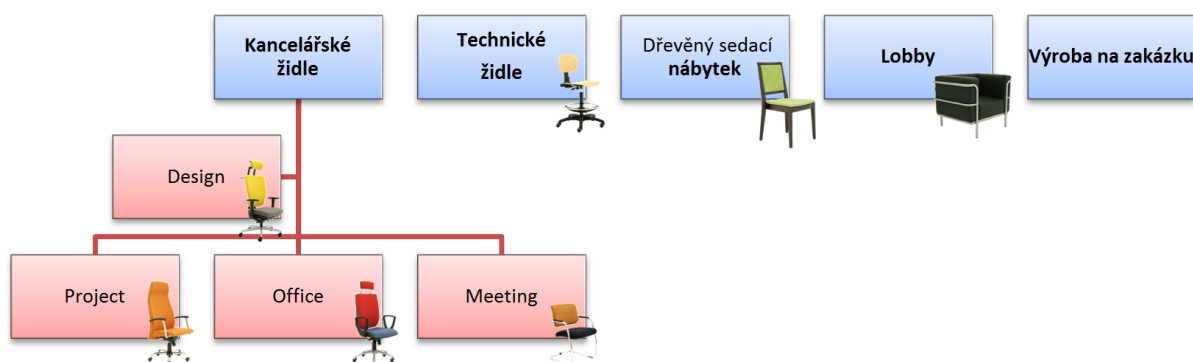 Kancelářské
židle
Technické
židle
Dřevěný sedací
nábytek
Lobby
Výroba na zakázku
Design
Project
Office
Meeting